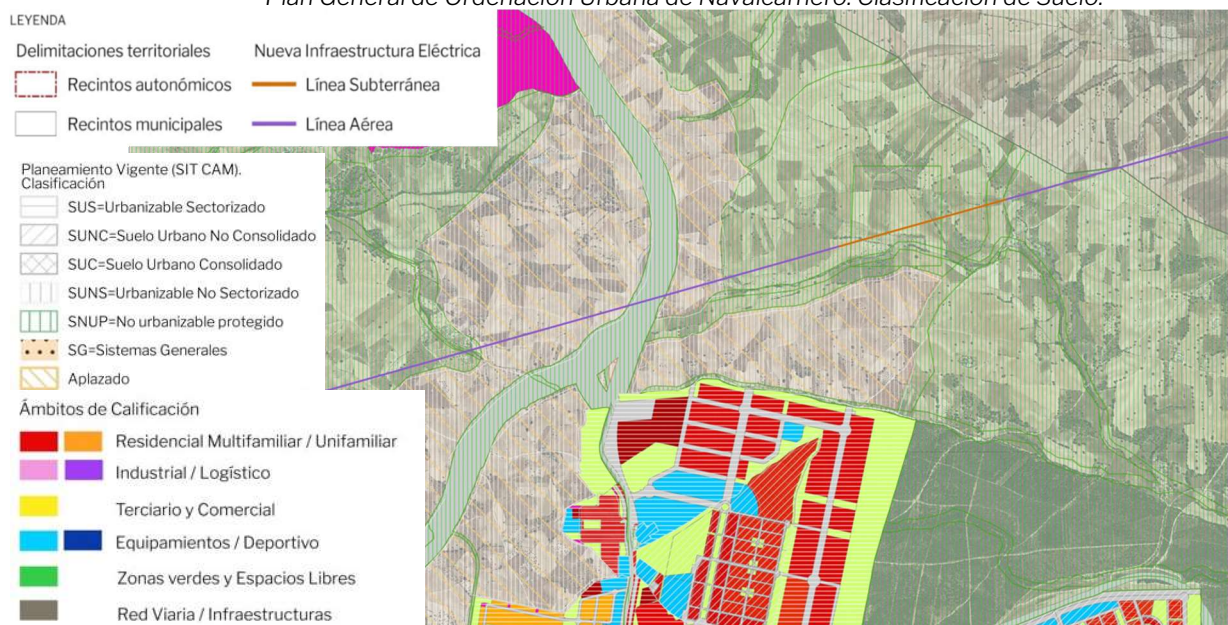 Plan General de Ordenación Urbana de Navalcarnero. Clasificación de Suelo.
LEYENDA
Delimitaciones territoriales
Recintos autonómicos
Recintos municipales
Nueva Infraestructura Eléctrica
Línea Subterránea
Línea Aérea
Planeamiento Vigente (SIT CAM).
Clasificación
SUS=Urbanizable Sectorizado
SUNC=Suelo Urbano No Consolidado
SUC=Suelo Urbano Consolidado
SUNS=Urbanizable No Sectorizado
SNUP=No urbanizable protegido
SG=Sistemas Generales
Aplazado
Ámbitos de Calificación
Residencial Multifamiliar / Unifamiliar
Industrial / Logístico
Terciario y Comercial
Equipamientos / Deportivo
Zonas verdes y Espacios Libres
Red Viaria / Infraestructuras